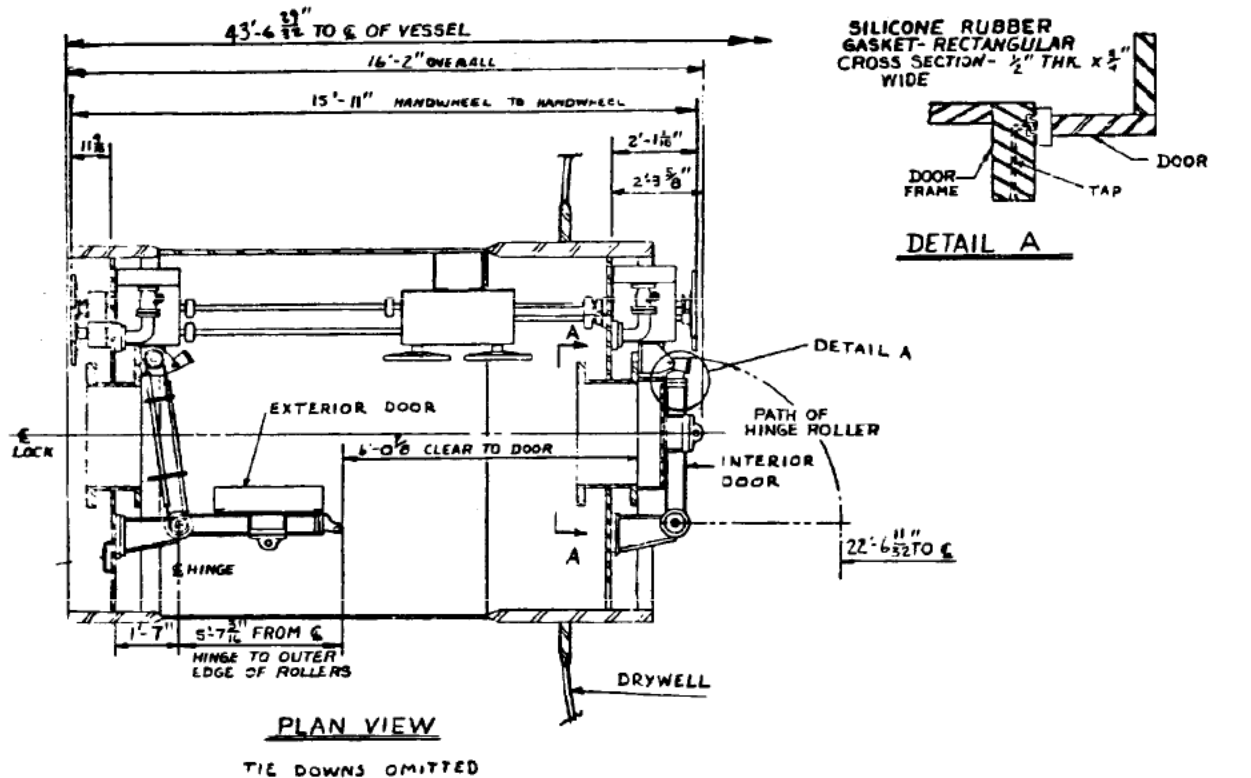 43'-6 29/32" TO ℄ OF VESSEL
16'-2" OVERALL
15'-11" HANDWHEEL TO HANDWHEEL
2'-1 1/16"
2'-3 5/8"
SILICONE RUBBER
GASKET- RECTANGULAR
CROSS SECTION- 1/2" THK. x 3/4"
WIDE
DOOR
FRAME
TAP
DOOR
DETAIL A
A
DETAIL A
EXTERIOR DOOR
PATH OF
HINGE ROLLER
℄
LOCK
6'-0 7/8 CLEAR TO DOOR
INTERIOR
DOOR
A
22'-6 11/32" TO ℄
℄ HINGE
1'-7"
5'-7 3/16" FROM ℄
HINGE TO OUTER
EDGE OF ROLLERS
DRYWELL
PLAN VIEW
TIE DOWNS OMITTED